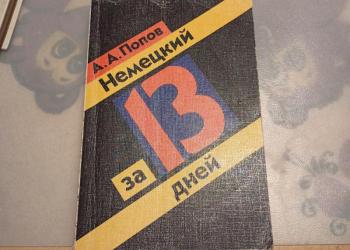 А.А.Попов
Немецкий
13
за
дней